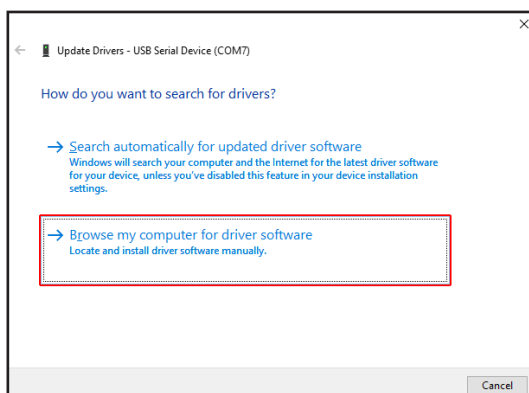 Update Drivers - USB Serial Device (COM7)
How do you want to search for drivers?
Search automatically for updated driver software
Windows will search your computer and the Internet for the latest driver software
for your device, unless you've disabled this feature in your device installation
settings.
Browse my computer for driver software
Locate and install driver software manually.
Cancel